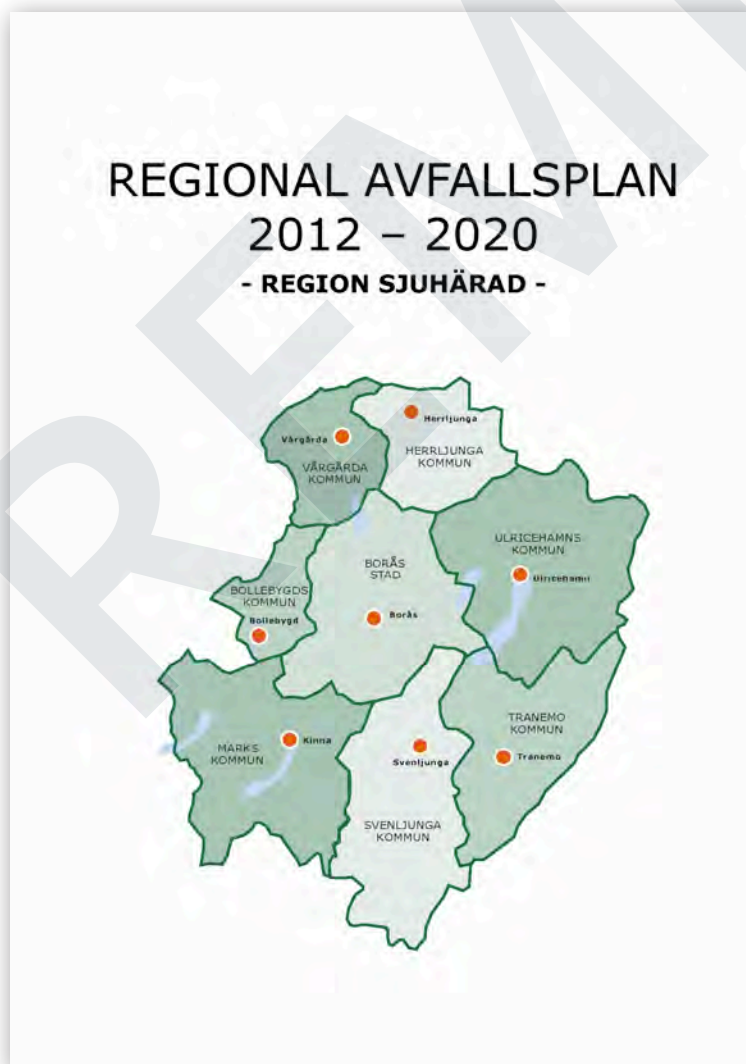 REGIONAL AVFALLSPLAN
2012 – 2020
- REGION SJUHÄRAD -
Herrljunga
Vårgårda
HERRLJUNGA
KOMMUN
VÅRGÅRDA
KOMMUN
ULRICEHAMNS
KOMMUN
BORÅS
STAD
Ulricehamn
BOLLEBYGDS
KOMMUN
Bollebygd
Borås
TRANEMO
KOMMUN
Kinna
MARKS
KOMMUN
Svenljunga
Tranemo
SVENLJUNGA
KOMMUN